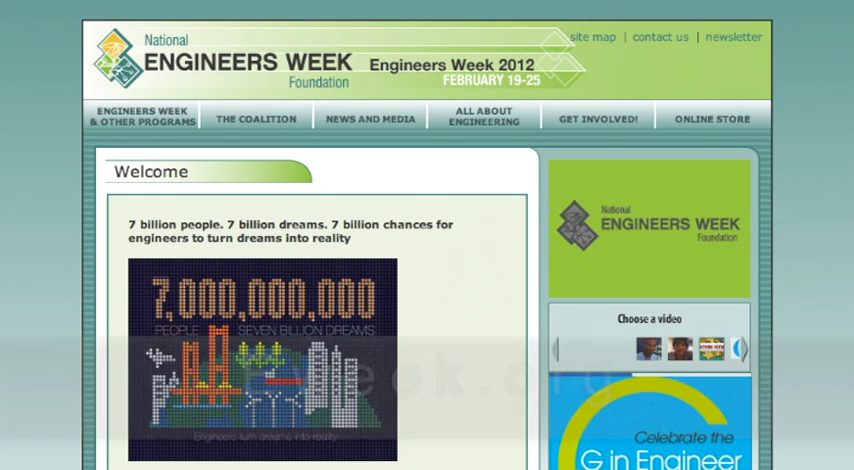 National
ENGINEERS WEEK
Foundation
Engineers Week 2012
FEBRUARY 19-25
site map | contact us | newsletter
ENGINEERS WEEK
& OTHER PROGRAMS
THE COALITION
NEWS AND MEDIA
ALL ABOUT
ENGINEERING
GET INVOLVED!
ONLINE STORE
Welcome
7 billion people. 7 billion dreams. 7 billion chances for
engineers to turn dreams into reality
7,000,000,000
PEOPLE SEVEN BILLION DREAMS
Engineers turn dreams into reality
National
ENGINEERS WEEK
Foundation
Choose a video
Celebrate the
G in Engineer